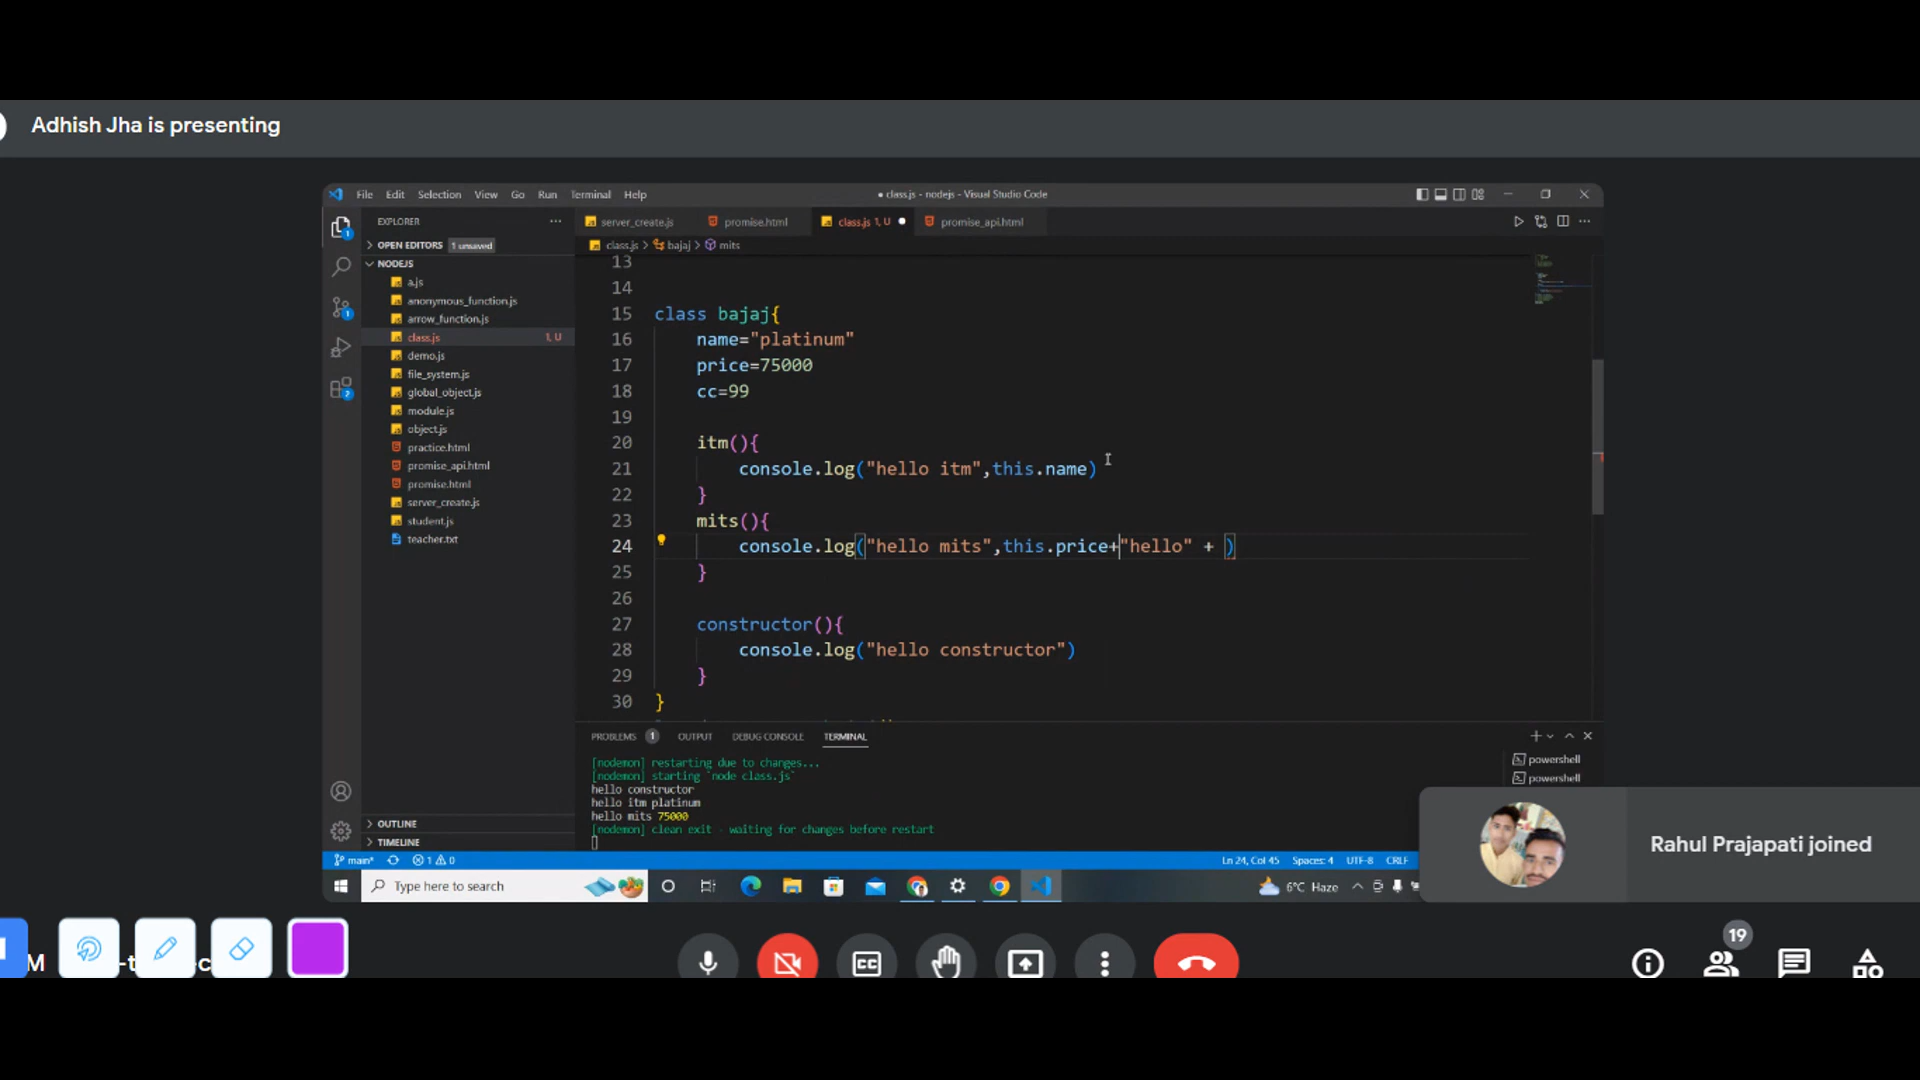 Adhish Jha is presenting
File Edit Selection View Go Run Terminal Help
● class.js - nodejs - Visual Studio Code
EXPLORER
server_create.js
promise.html
class.js 1, U
promise_api.html
OPEN EDITORS 1 unsaved
class.js > bajaj > mits
NODEJS
a.js
anonymous_function.js
arrow_function.js
class.js 1, U
demo.js
file_system.js
global_object.js
module.js
object.js
practice.html
promise_api.html
promise.html
server_create.js
student.js
teacher.txt
OUTLINE
TIMELINE
13
14
15 class bajaj{
16 name="platinum"
17 price=75000
18 cc=99
19
20 itm(){
21 console.log("hello itm",this.name)
22 }
23 mits(){
24 console.log("hello mits",this.price+"hello" + )
25 }
26
27 constructor(){
28 console.log("hello constructor")
29 }
30 }
PROBLEMS 1 OUTPUT DEBUG CONSOLE TERMINAL
[nodemon] restarting due to changes...
[nodemon] starting `node class.js`
hello constructor
hello itm platinum
hello mits 75000
[nodemon] clean exit - waiting for changes before restart
powershell
powershell
Rahul Prajapati joined
main* 1 0
Ln 24, Col 45 Spaces: 4 UTF-8 CRLF
Type here to search
6°C Haze
19